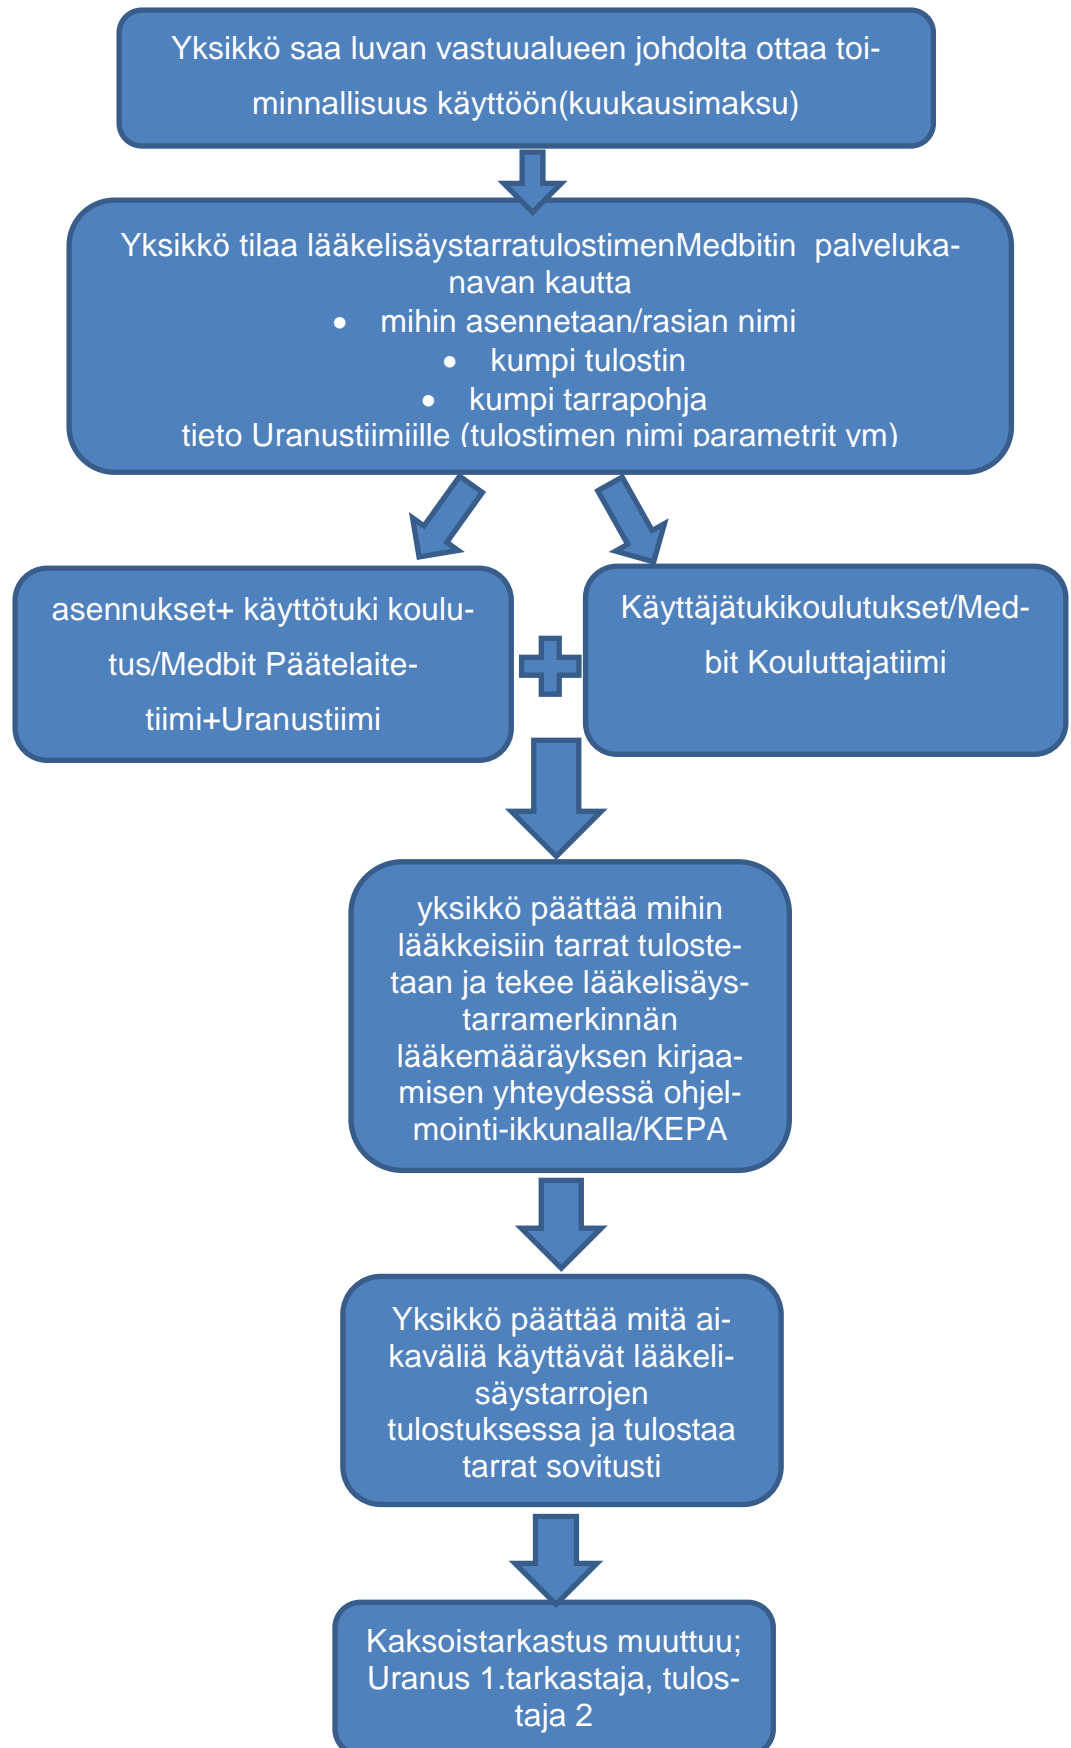 Yksikkö saa luvan vastuualueen johdolta ottaa toi-
minnallisuus käyttöön(kuukausimaksu)
Yksikkö tilaa lääkelisäystarratulostimenMedbitin palveluka-
navan kautta
• mihin asennetaan/rasian nimi
• kumpi tulostin
• kumpi tarrapohja
tieto Uranustiimiille (tulostimen nimi parametrit ym)
asennukset+ käyttötuki koulu-
tus/Medbit Päätelaite-
tiimi+Uranustiimi
Käyttäjätukikoulutukset/Med-
bit Kouluttajatiimi
yksikkö päättää mihin
lääkkeisiin tarrat tuloste-
taan ja tekee lääkelisäys-
tarramerkinnän
lääkemääräyksen kirjaa-
misen yhteydessä ohjel-
mointi-ikkunalla/KEPA
Yksikkö päättää mitä ai-
kaväliä käyttävät lääkeli-
säystarrojen
tulostuksessa ja tulostaa
tarrat sovitusti
Kaksoistarkastus muuttuu;
Uranus 1.tarkastaja, tulos-
taja 2